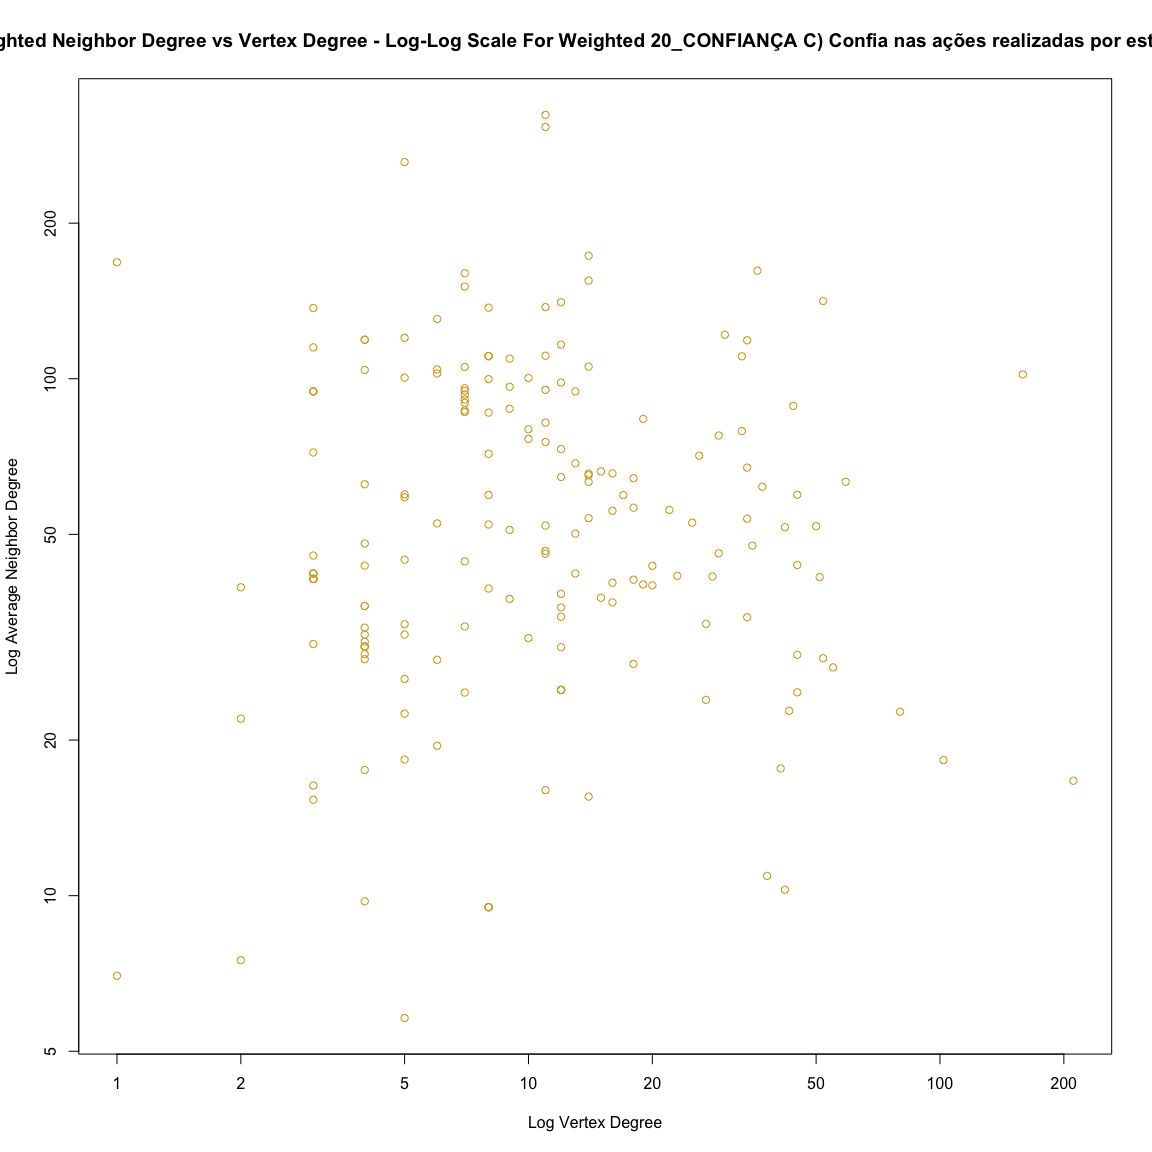 ghted Neighbor Degree vs Vertex Degree - Log-Log Scale For Weighted 20_CONFIANÇA C) Confia nas ações realizadas por est
Log Average Neighbor Degree
200
100
50
20
10
5
1 2 5 10 20 50 100 200
Log Vertex Degree